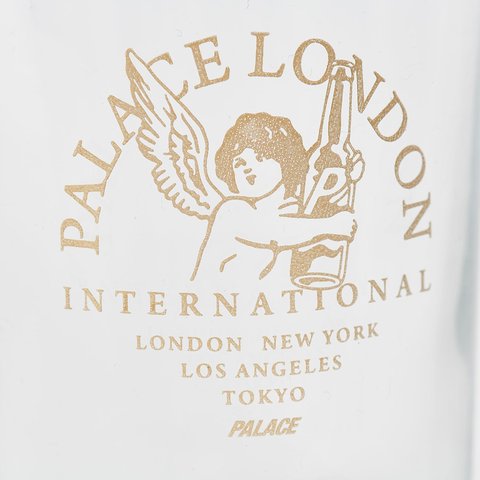 PALACE LONDON
INTERNATIONAL
LONDON NEW YORK
LOS ANGELES
TOKYO
PALACE